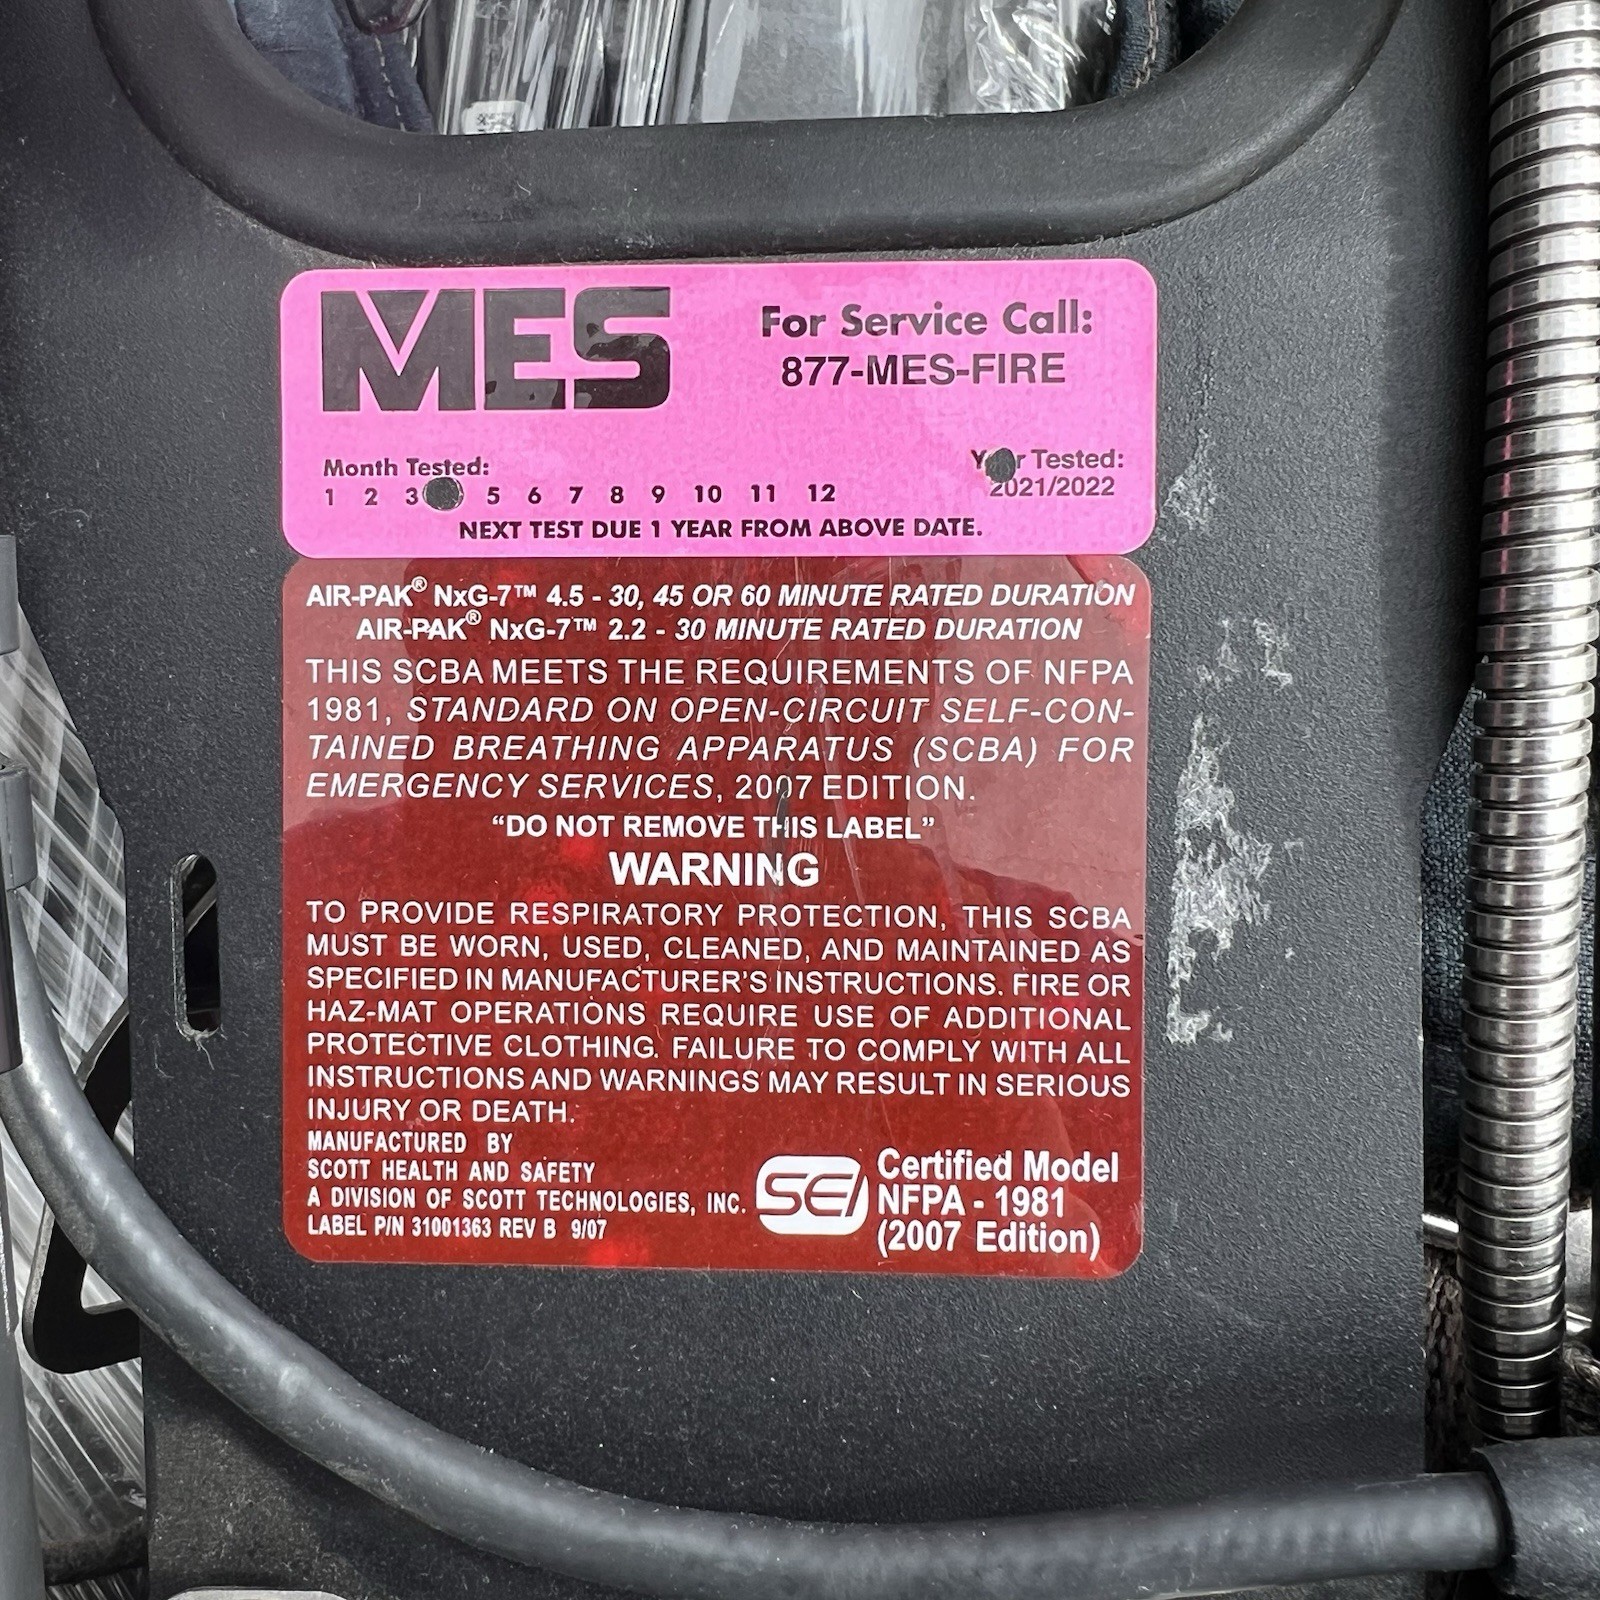 MES
For Service Call:
877-MES-FIRE
Month Tested:
1 2 3 5 6 7 8 9 10 11 12
Tested:
2021/2022
NEXT TEST DUE 1 YEAR FROM ABOVE DATE.
AIR-PAK® NxG-7™ 4.5 - 30, 45 OR 60 MINUTE RATED DURATION
AIR-PAK® NxG-7™ 2.2 - 30 MINUTE RATED DURATION
THIS SCBA MEETS THE REQUIREMENTS OF NFPA
1981, STANDARD ON OPEN-CIRCUIT SELF-CON-
TAINED BREATHING APPARATUS (SCBA) FOR
EMERGENCY SERVICES, 2007 EDITION.
“DO NOT REMOVE THIS LABEL”
WARNING
TO PROVIDE RESPIRATORY PROTECTION, THIS SCBA
MUST BE WORN, USED, CLEANED, AND MAINTAINED AS
SPECIFIED IN MANUFACTURER'S INSTRUCTIONS. FIRE OR
HAZ-MAT OPERATIONS REQUIRE USE OF ADDITIONAL
PROTECTIVE CLOTHING. FAILURE TO COMPLY WITH ALL
INSTRUCTIONS AND WARNINGS MAY RESULT IN SERIOUS
INJURY OR DEATH.
MANUFACTURED BY
SCOTT HEALTH AND SAFETY
A DIVISION OF SCOTT TECHNOLOGIES, INC.
LABEL P/N 31001363 REV B 9/07
SEI
Certified Model
NFPA - 1981
(2007 Edition)